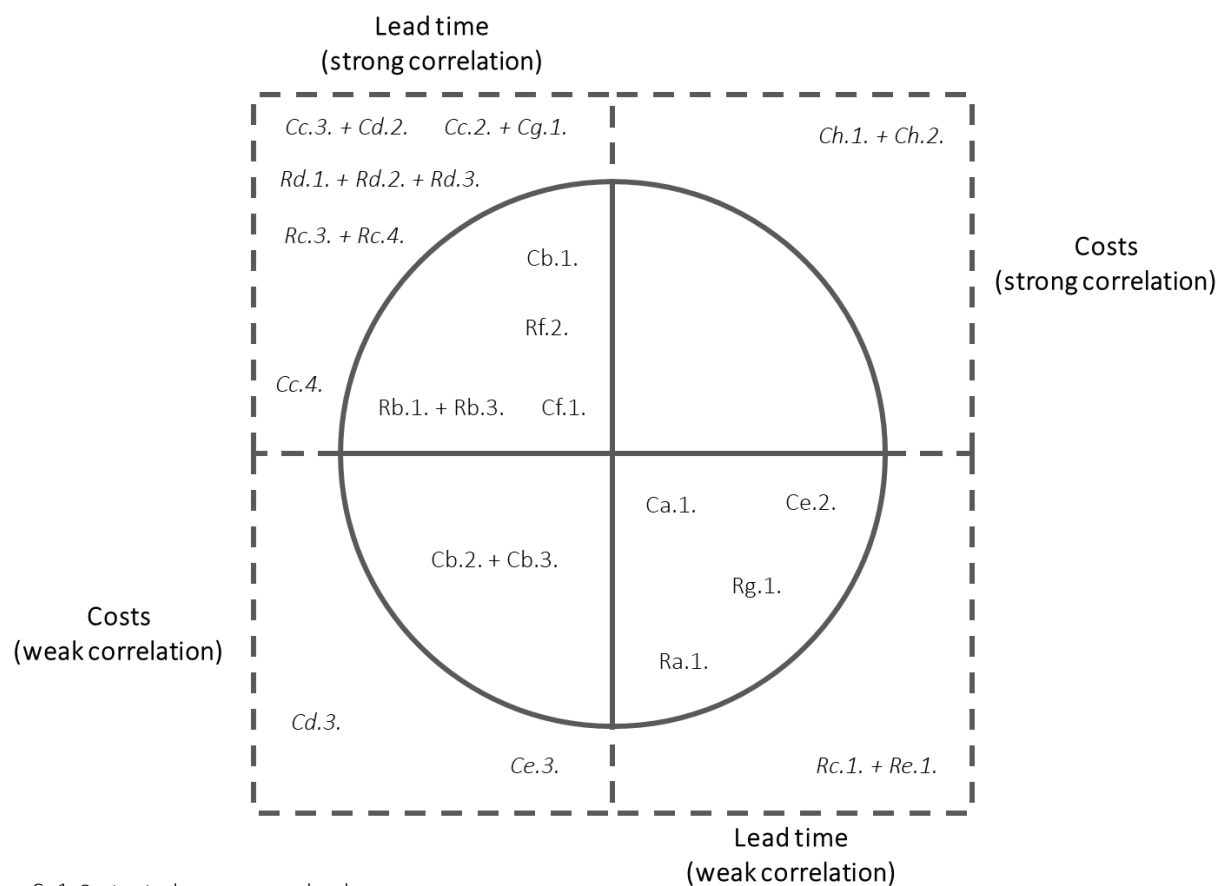 Lead time
(strong correlation)
Cc.3. + Cd.2. Cc.2. + Cg.1.
Ch.1. + Ch.2.
Rd.1. + Rd.2. + Rd.3.
Rc.3. + Rc.4.
Cb.1.
Costs
(strong correlation)
Rf.2.
Cc.4.
Rb.1. + Rb.3. Cf.1.
Ca.1. Ce.2.
Cb.2. + Cb.3.
Rg.1.
Costs
(weak correlation)
Ra.1.
Cd.3.
Ce.3.
Rc.1. + Re.1.
Lead time
(weak correlation)